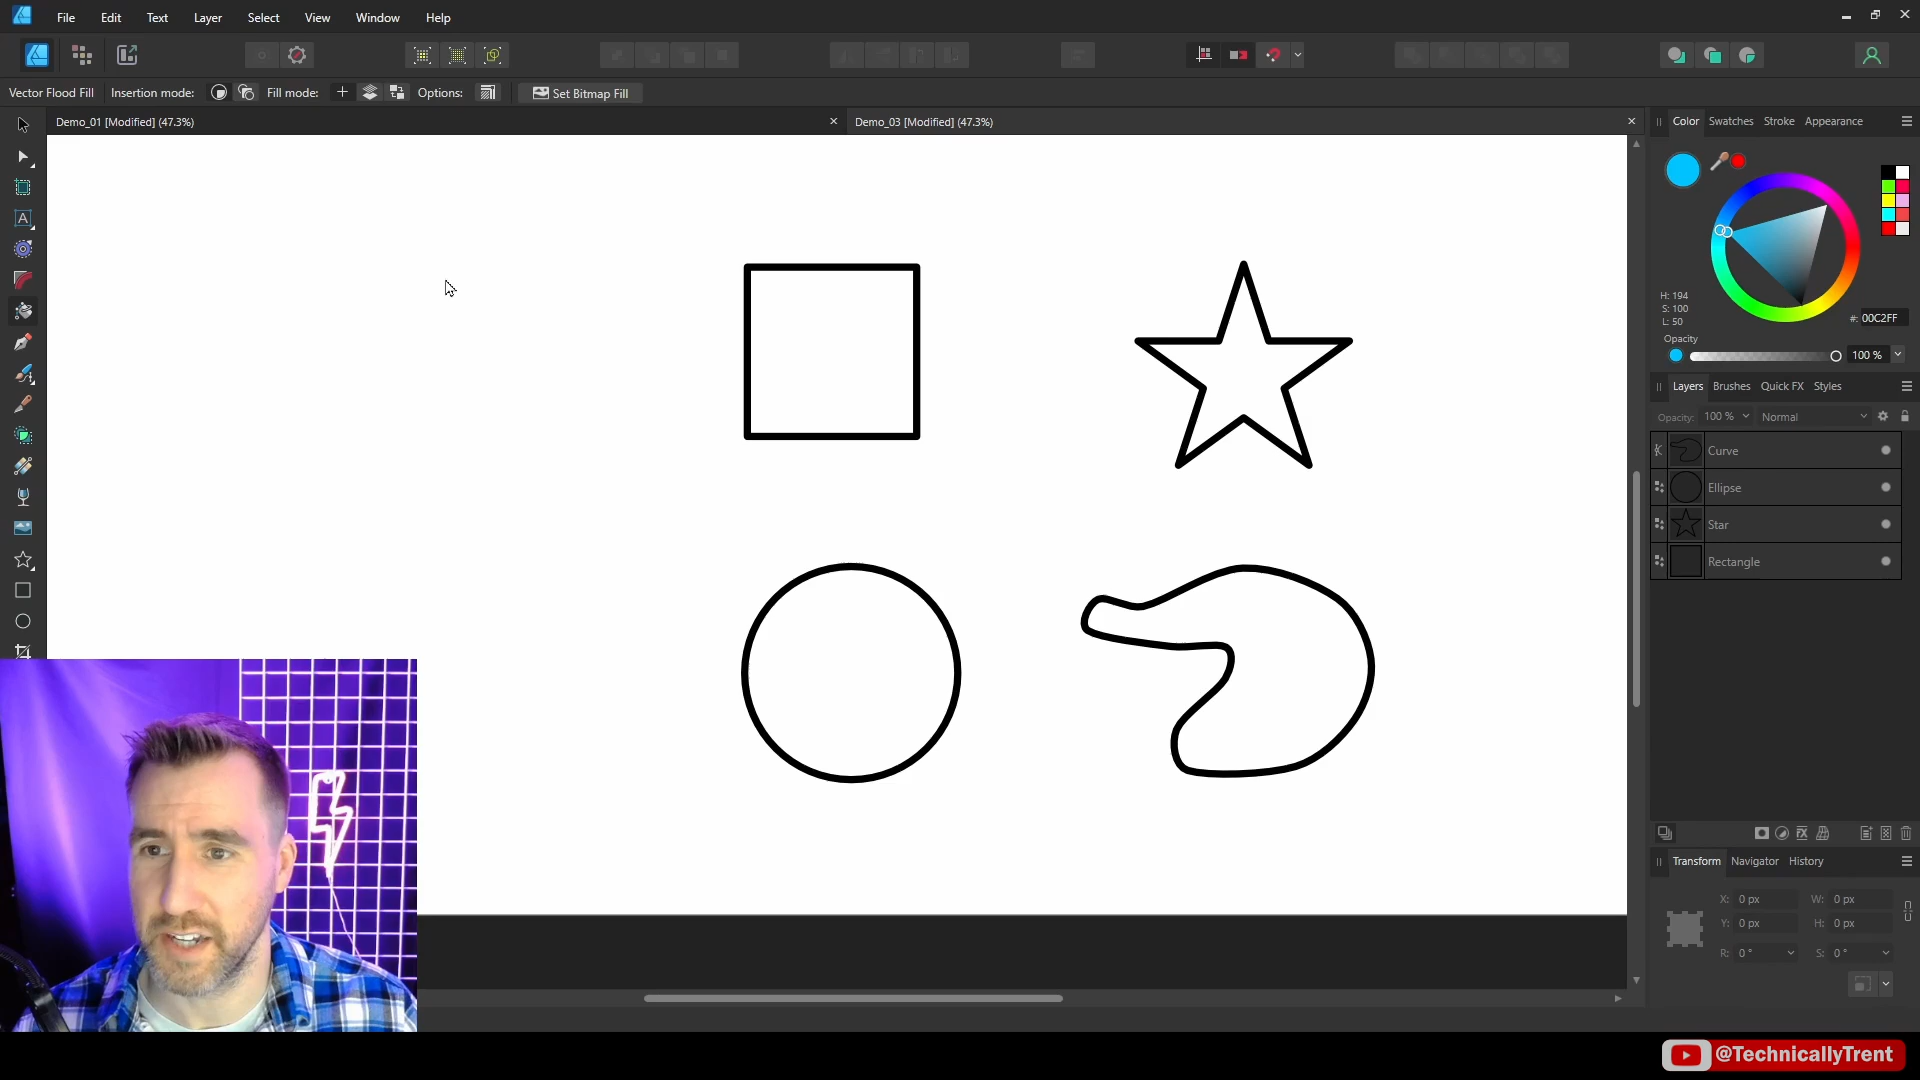 File Edit Text Layer Select View Window Help
Vector Flood Fill Insertion mode: Fill mode: Options: Set Bitmap Fill
Demo_01 [Modified] (47.3%)
Demo_03 [Modified] (47.3%)
Color Swatches Stroke Appearance
H: 194
S: 100
L: 50
#: 00C2FF
Opacity
100 %
Layers Brushes Quick FX Styles
Opacity: 100 % Normal
Curve
Ellipse
Star
Rectangle
Transform Navigator History
X: 0 px W: 0 px
Y: 0 px H: 0 px
R: 0 ° S: 0 °
@TechnicallyTrent